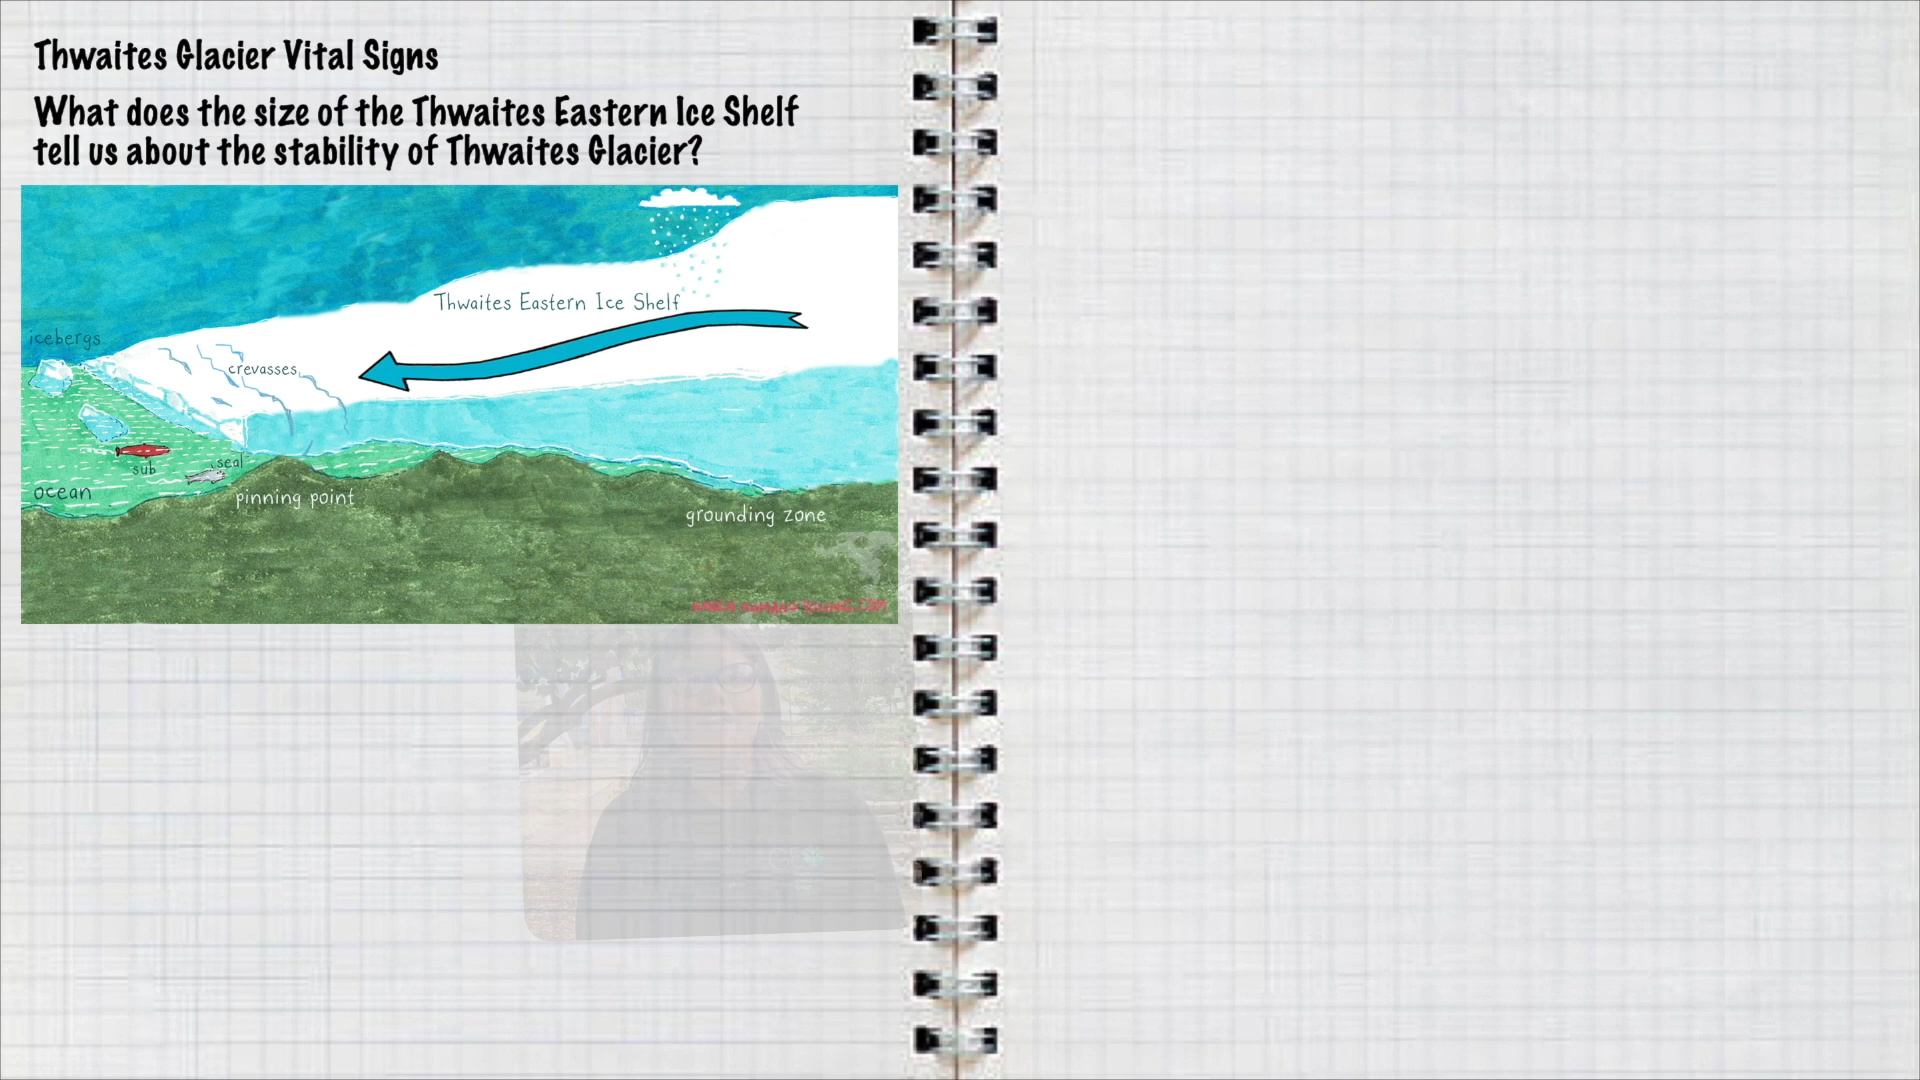 Thwaites Glacier Vital Signs
What does the size of the Thwaites Eastern Ice Shelf
tell us about the stability of Thwaites Glacier?
Thwaites Eastern Ice Shelf
icebergs
crevasses
sub
seal
ocean
pinning point
grounding zone